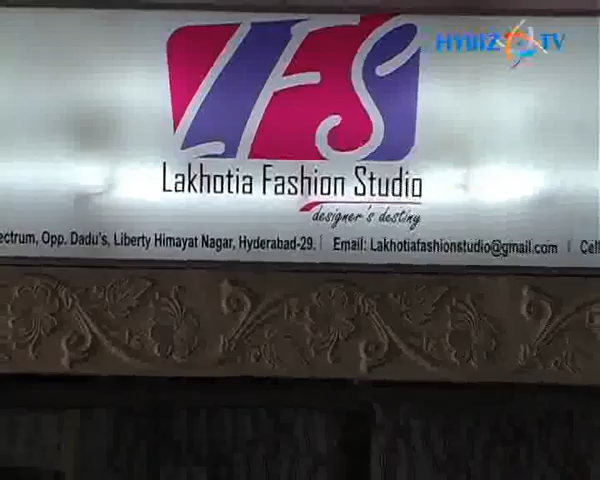 HYBIZ TV
LFS
Lakhotia Fashion Studio
designer's destiny
Opp. Dadu's, Liberty Himayat Nagar, Hyderabad-29. | Email: Lakhotiafashionstudio@gmail.com | Cell